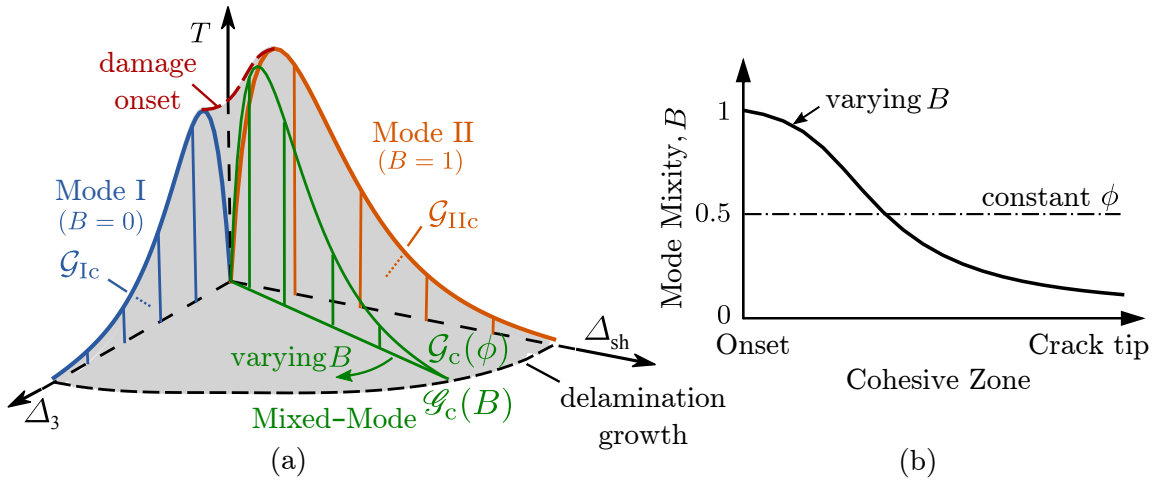 T
damage
onset
Mode I
(B = 0)
𝒢Ic
Mode II
(B = 1)
𝒢IIc
Δsh
varying B
𝒢c(ϕ)
𝒢c(B)
Mixed–Mode
Δ3
delamination
growth
(a)
Mode Mixity, B
1
0.5
0
varying B
constant ϕ
Onset
Crack tip
Cohesive Zone
(b)